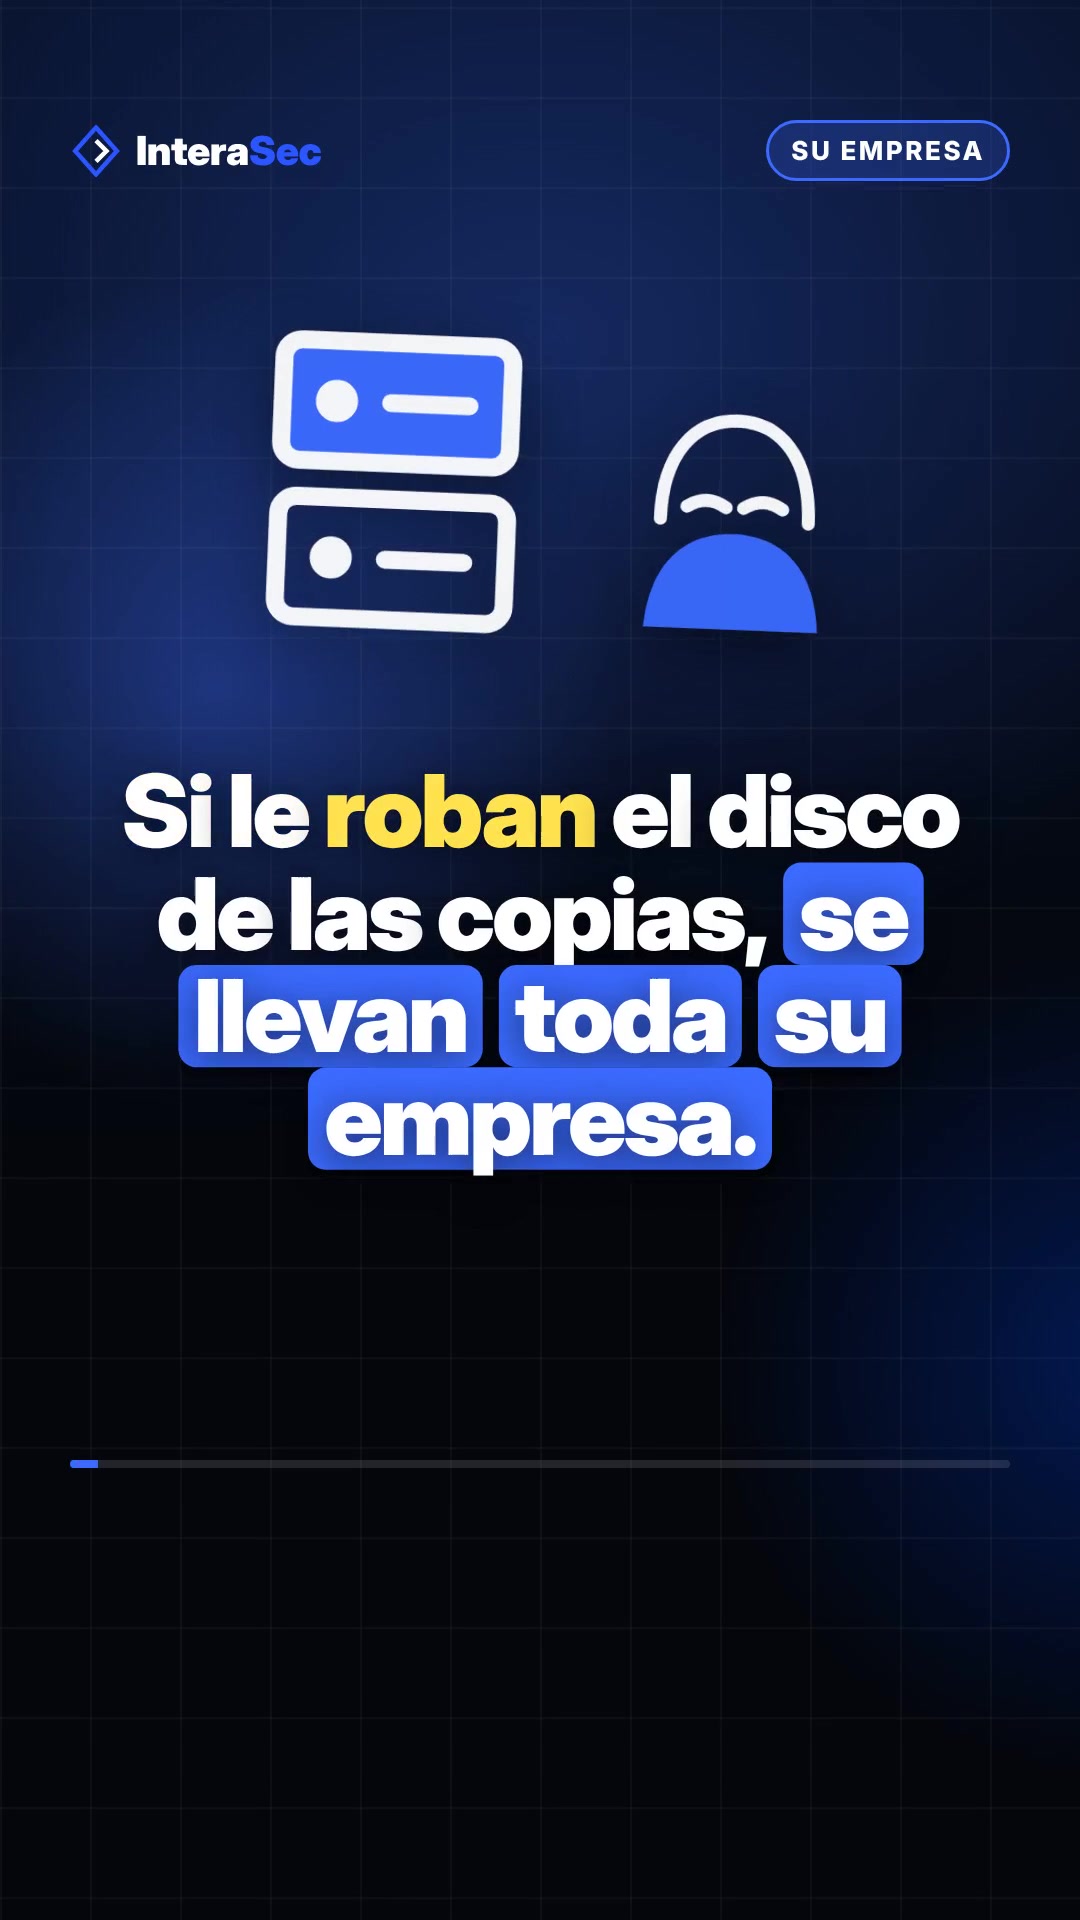 InteraSec
SU EMPRESA
Si le roban el disco
de las copias, se
llevan toda su
empresa.